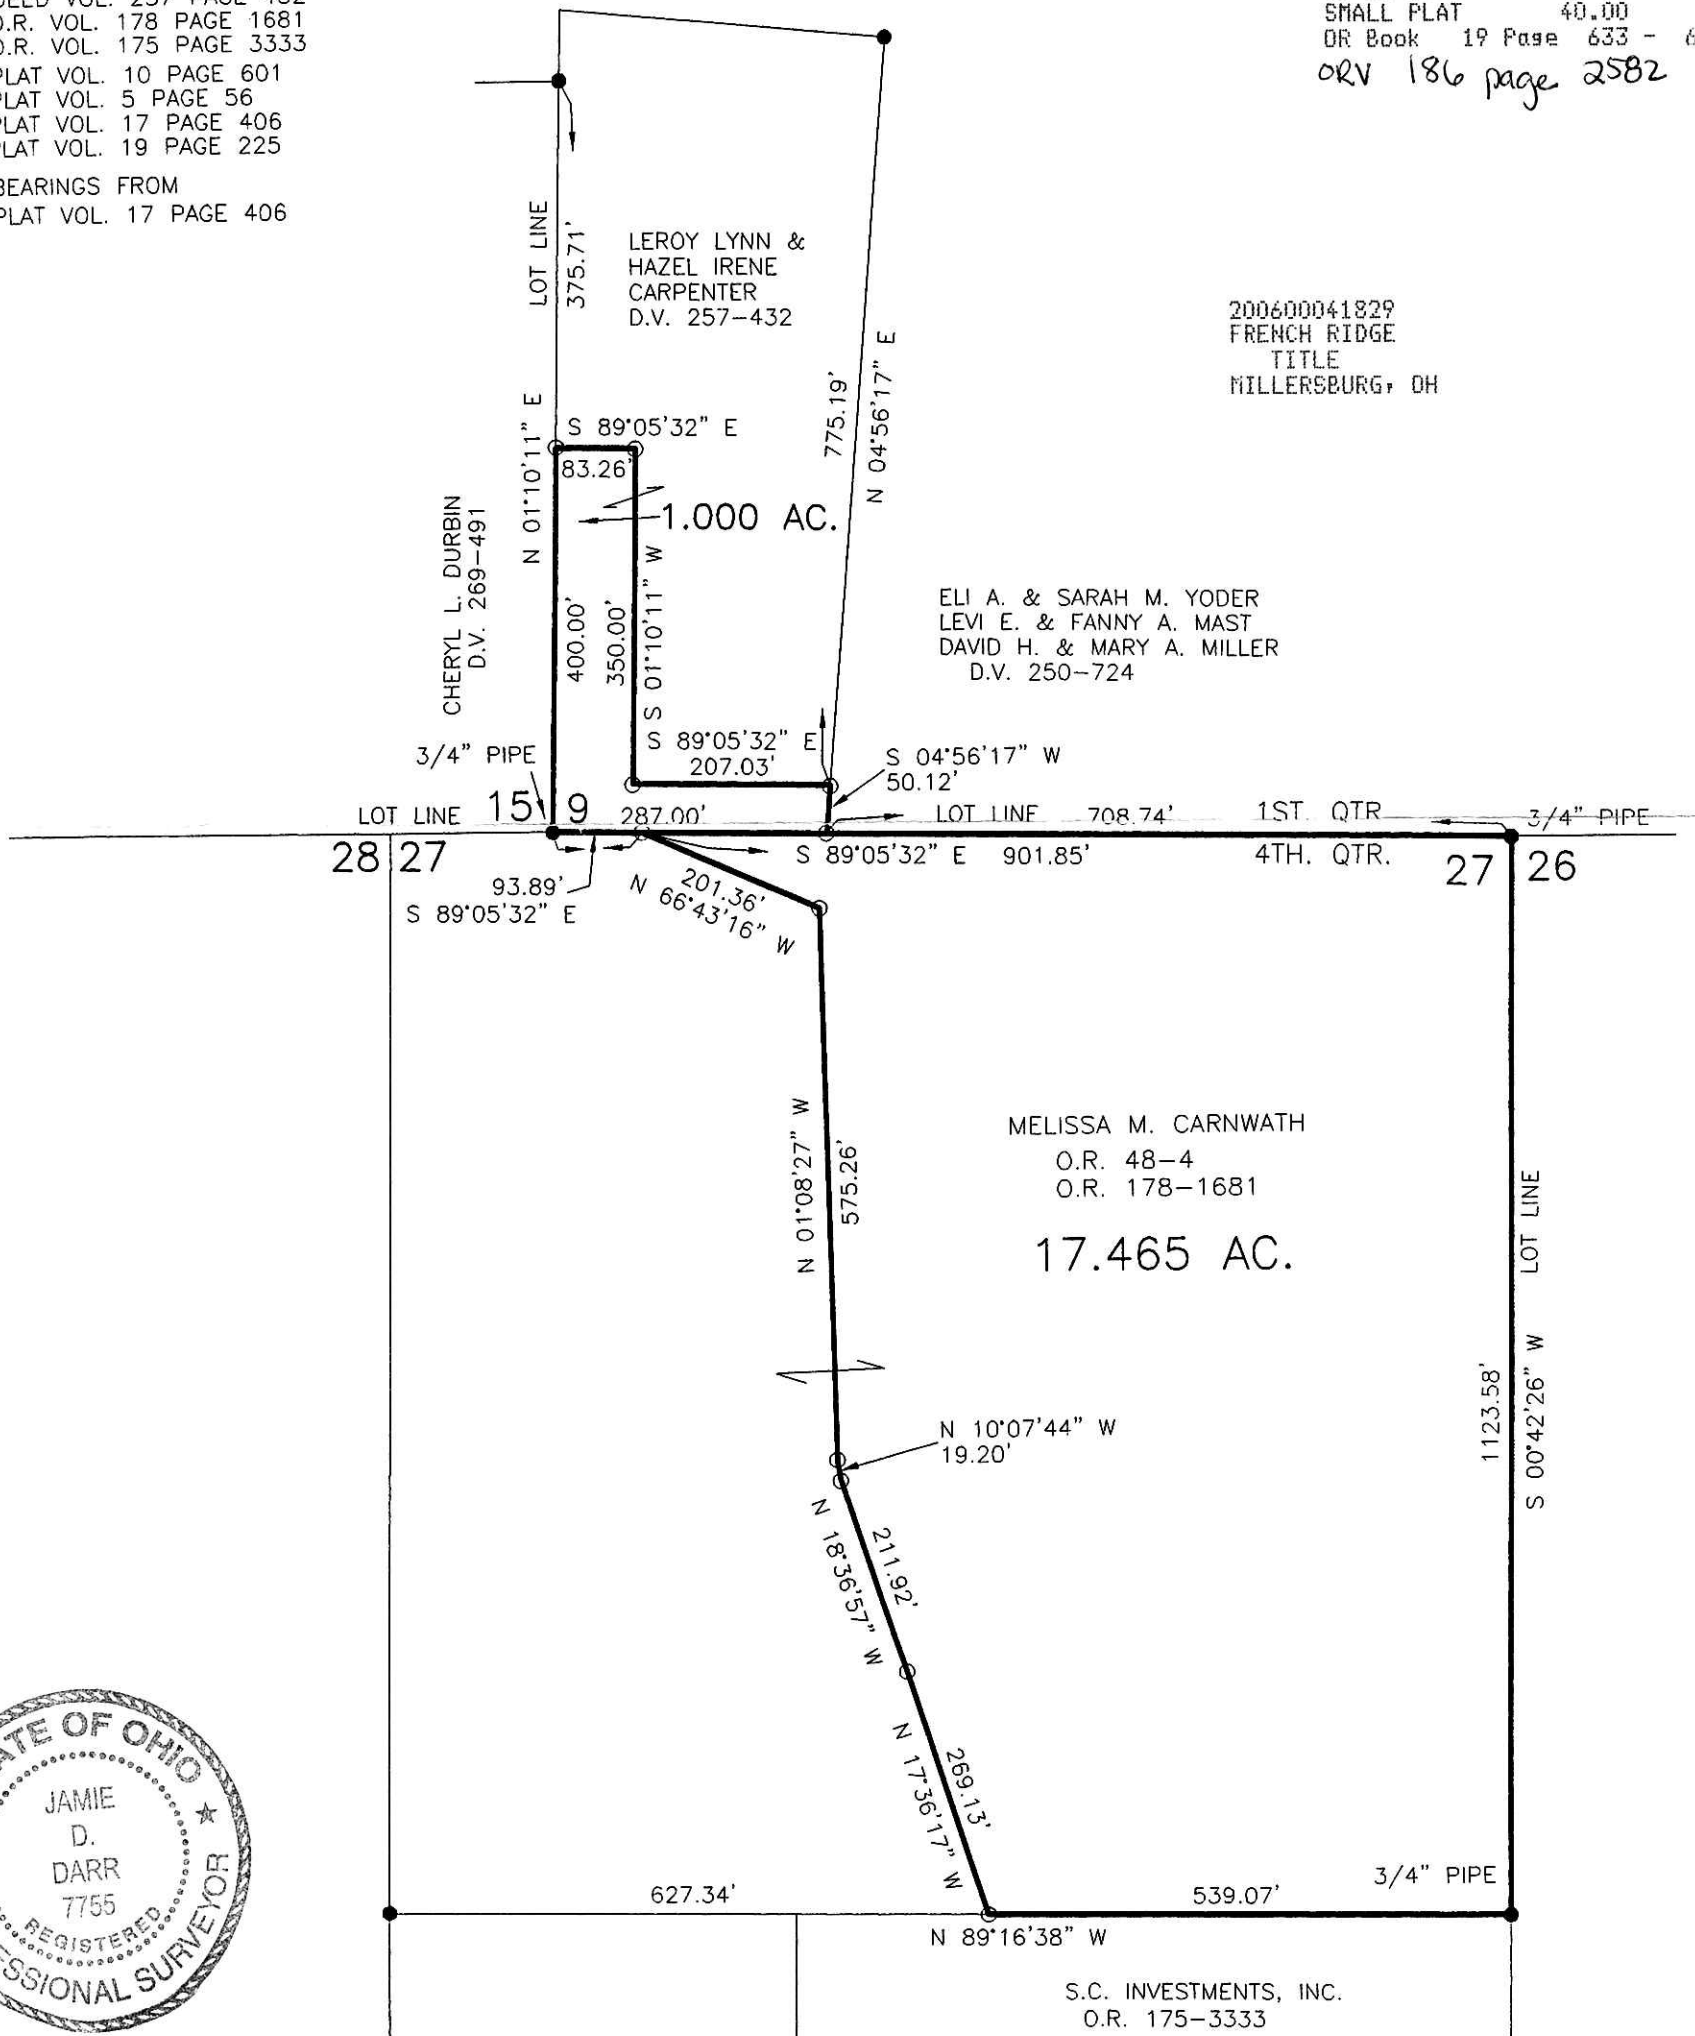 VOL. 257 PAGE 432
O.R. VOL. 178 PAGE 1681
O.R. VOL. 175 PAGE 3333
PLAT VOL. 10 PAGE 601
PLAT VOL. 5 PAGE 56
PLAT VOL. 17 PAGE 406
PLAT VOL. 19 PAGE 225
BEARINGS FROM
PLAT VOL. 17 PAGE 406
SMALL PLAT 40.00
OR Book 19 Page 633 -
ORV 186 page 2582
200600041829
FRENCH RIDGE
TITLE
MILLERSBURG, OH
LOT LINE
375.71'
LEROY LYNN &
HAZEL IRENE
CARPENTER
D.V. 257-432
775.19'
N 04°56'17" E
N 01°10'11" E
S 89°05'32" E
83.26'
1.000 AC.
CHERYL L. DURBIN
D.V. 269-491
400.00'
350.00'
S 01°10'11" W
ELI A. & SARAH M. YODER
LEVI E. & FANNY A. MAST
DAVID H. & MARY A. MILLER
D.V. 250-724
3/4" PIPE
S 89°05'32" E
207.03'
S 04°56'17" W
50.12'
LOT LINE
15
9
287.00'
LOT LINE 708.74'
1ST. QTR
3/4" PIPE
28
27
S 89°05'32" E 901.85'
4TH. QTR.
27
26
93.89'
S 89°05'32" E
201.36'
N 66°43'16" W
N 01°08'27" W
575.26'
MELISSA M. CARNWATH
O.R. 48-4
O.R. 178-1681
17.465 AC.
LOT LINE
1123.58'
S 00°42'26" W
N 10°07'44" W
19.20'
211.92'
N 18°36'57" W
269.13'
N 17°36'17" W
3/4" PIPE
627.34'
539.07'
N 89°16'38" W
S.C. INVESTMENTS, INC.
O.R. 175-3333
OF OHIO
JAMIE
D.
DARR
7755
REGISTERED
SURVEYOR